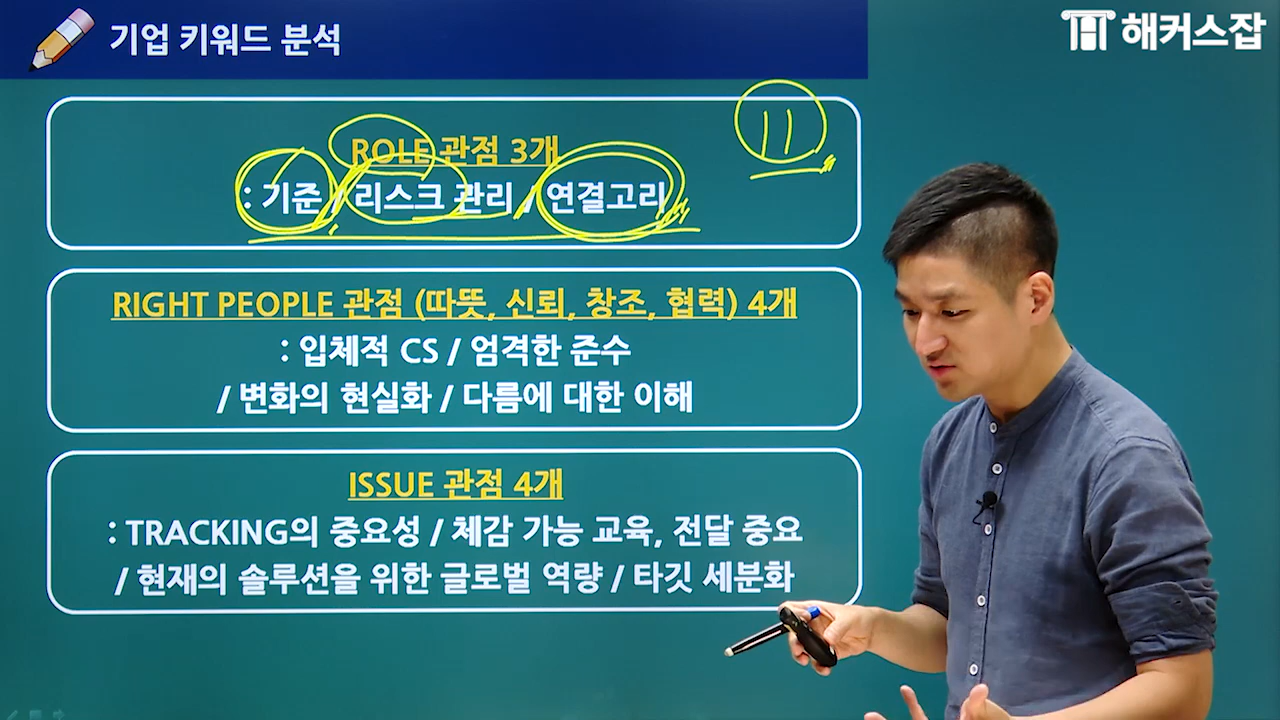 기업 키워드 분석
해커스잡
11
ROLE 관점 3개
: 기준 / 리스크 관리 / 연결고리
RIGHT PEOPLE 관점 (따뜻, 신뢰, 창조, 협력) 4개
: 입체적 CS / 엄격한 준수
/ 변화의 현실화 / 다름에 대한 이해
ISSUE 관점 4개
: TRACKING의 중요성 / 체감 가능 교육, 전달 중요
/ 현재의 솔루션을 위한 글로벌 역량 / 타깃 세분화